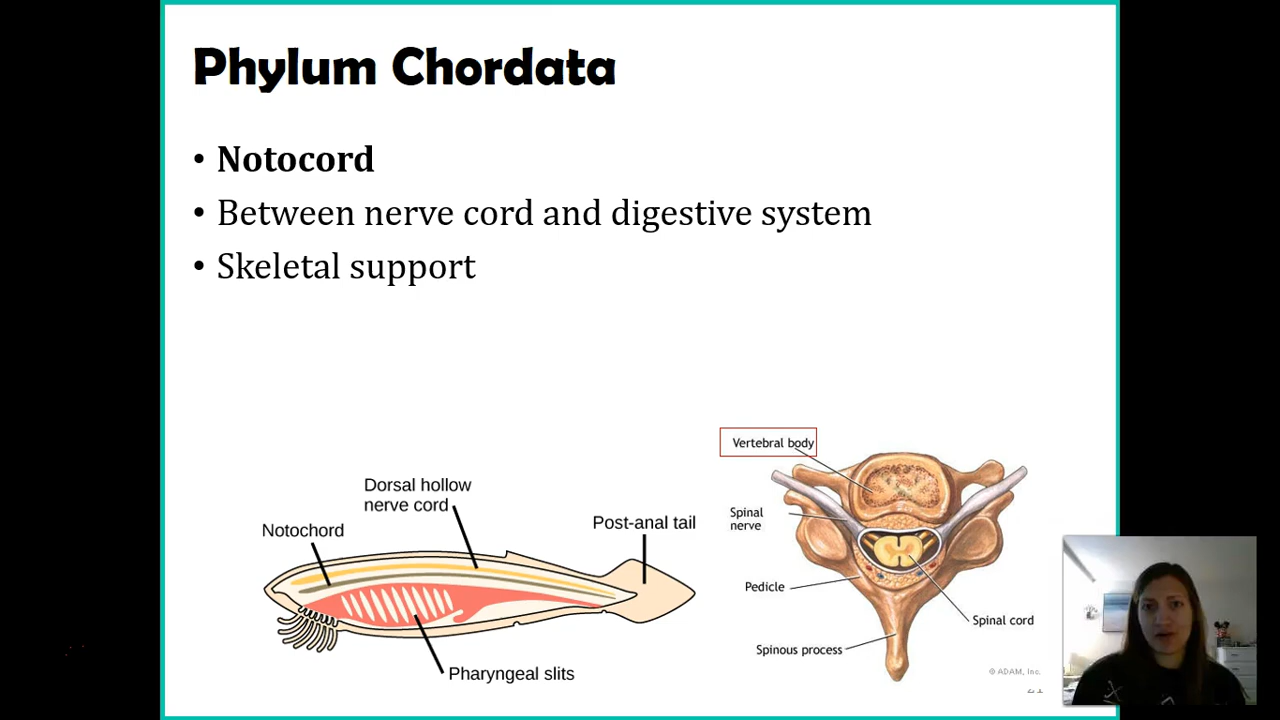 Phylum Chordata
• Notocord
• Between nerve cord and digestive system
• Skeletal support
Vertebral body
Dorsal hollow
nerve cord
Notochord
Post-anal tail
Spinal
nerve
Pedicle
Spinal cord
Spinous process
Pharyngeal slits
© ADAM, Inc.